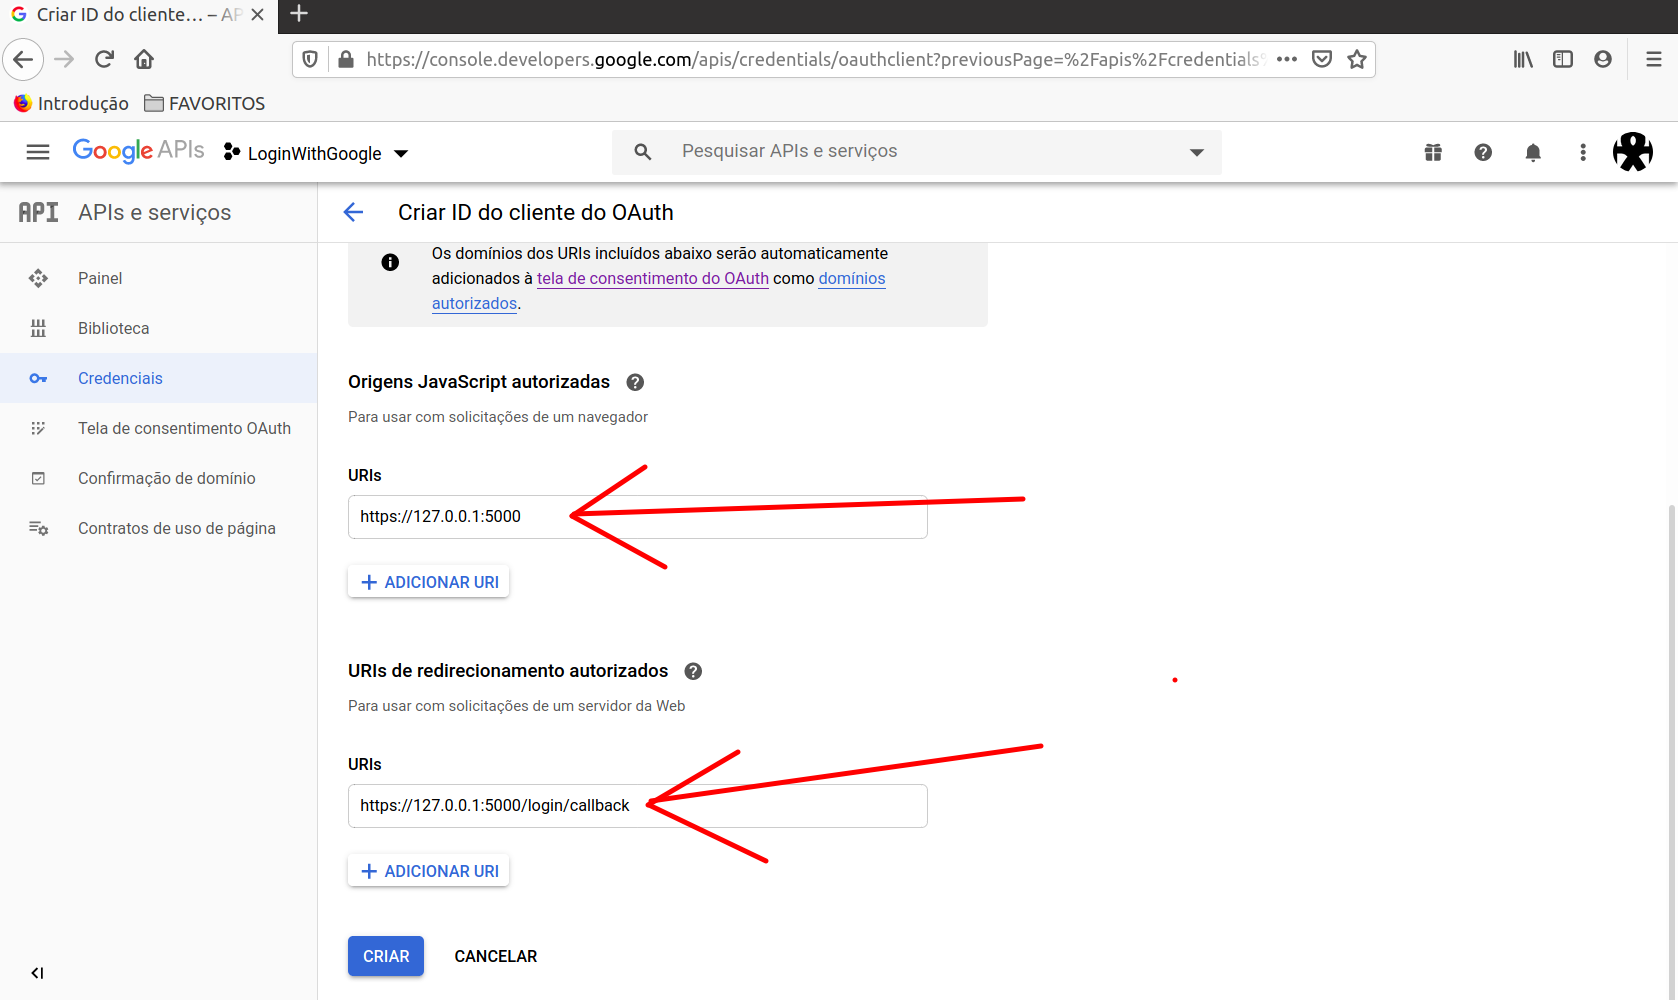 Criar ID do cliente… – AP
https://console.developers.google.com/apis/credentials/oauthclient?previousPage=%2Fapis%2Fcredentials%
Introdução
FAVORITOS
Google APIs
LoginWithGoogle
Pesquisar APIs e serviços
API APIs e serviços
Criar ID do cliente do OAuth
Painel
Biblioteca
Credenciais
Tela de consentimento OAuth
Confirmação de domínio
Contratos de uso de página
Os domínios dos URIs incluídos abaixo serão automaticamente
adicionados à tela de consentimento do OAuth como domínios
autorizados.
Origens JavaScript autorizadas
Para usar com solicitações de um navegador
URIs
https://127.0.0.1:5000
ADICIONAR URI
URIs de redirecionamento autorizados
Para usar com solicitações de um servidor da Web
URIs
https://127.0.0.1:5000/login/callback
ADICIONAR URI
CRIAR
CANCELAR